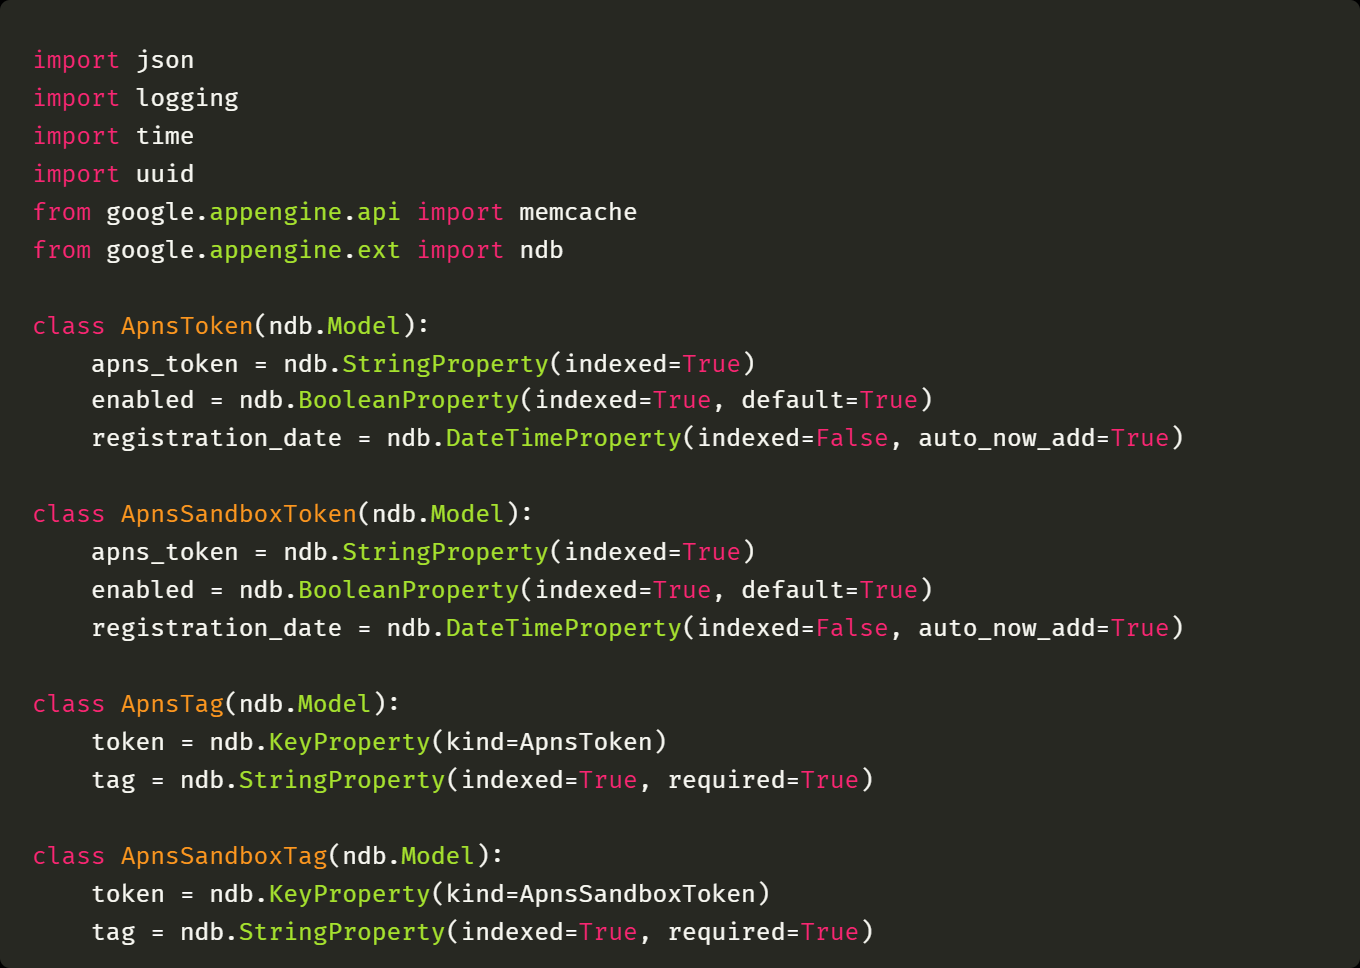 import json
import logging
import time
import uuid
from google.appengine.api import memcache
from google.appengine.ext import ndb

class ApnsToken(ndb.Model):
    apns_token = ndb.StringProperty(indexed=True)
    enabled = ndb.BooleanProperty(indexed=True, default=True)
    registration_date = ndb.DateTimeProperty(indexed=False, auto_now_add=True)

class ApnsSandboxToken(ndb.Model):
    apns_token = ndb.StringProperty(indexed=True)
    enabled = ndb.BooleanProperty(indexed=True, default=True)
    registration_date = ndb.DateTimeProperty(indexed=False, auto_now_add=True)

class ApnsTag(ndb.Model):
    token = ndb.KeyProperty(kind=ApnsToken)
    tag = ndb.StringProperty(indexed=True, required=True)

class ApnsSandboxTag(ndb.Model):
    token = ndb.KeyProperty(kind=ApnsSandboxToken)
    tag = ndb.StringProperty(indexed=True, required=True)